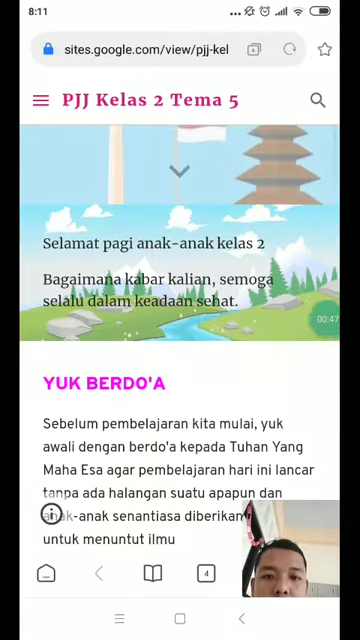 8:11
sites.google.com/view/pjj-kel
PJJ Kelas 2 Tema 5
Selamat pagi anak-anak kelas 2
Bagaimana kabar kalian, semoga
selalu dalam keadaan sehat.
00:47
YUK BERDO'A
Sebelum pembelajaran kita mulai, yuk
awali dengan berdo'a kepada Tuhan Yang
Maha Esa agar pembelajaran hari ini lancar
tanpa ada halangan suatu apapun dan
anak-anak senantiasa diberikan
untuk menuntut ilmu
4